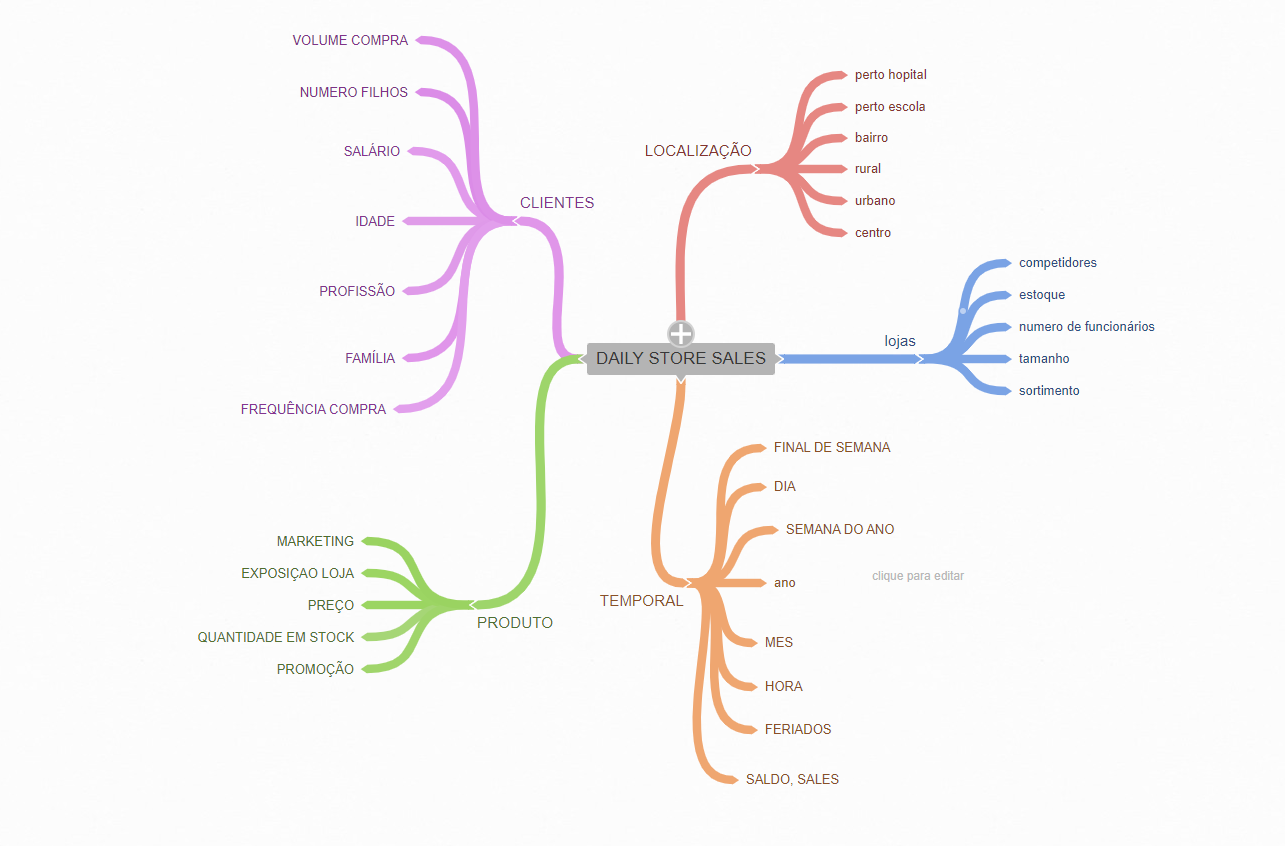 DAILY STORE SALES
CLIENTES
VOLUME COMPRA
NUMERO FILHOS
SALÁRIO
IDADE
PROFISSÃO
FAMÍLIA
FREQUÊNCIA COMPRA
LOCALIZAÇÃO
perto hopital
perto escola
bairro
rural
urbano
centro
lojas
competidores
estoque
numero de funcionários
tamanho
sortimento
PRODUTO
MARKETING
EXPOSIÇAO LOJA
PREÇO
QUANTIDADE EM STOCK
PROMOÇÃO
TEMPORAL
FINAL DE SEMANA
DIA
SEMANA DO ANO
ano
clique para editar
MES
HORA
FERIADOS
SALDO, SALES